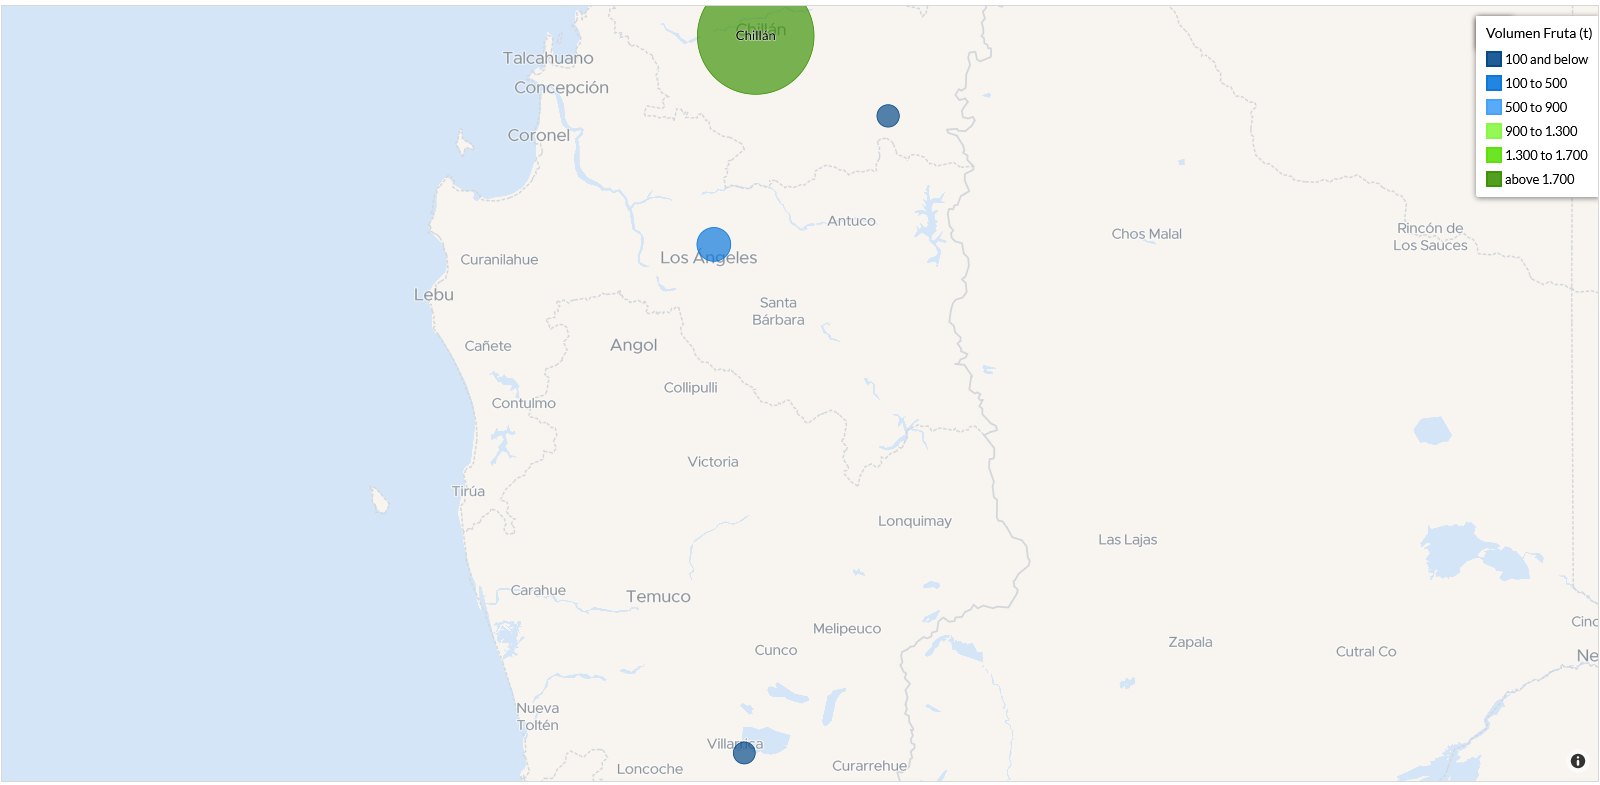 Chillán
Chillán
Talcahuano
Concepción
Coronel
Volumen Fruta (t)
100 and below
100 to 500
500 to 900
900 to 1.300
1.300 to 1.700
above 1.700
Antuco
Chos Malal
Rincón de
Los Sauces
Curanilahue
Los Ángeles
Lebu
Santa
Bárbara
Cañete
Angol
Collipulli
Contulmo
Victoria
Tirúa
Lonquimay
Las Lajas
Carahue
Temuco
Melipeuco
Cunco
Zapala
Cutral Co
Cinc
Ne
Nueva
Toltén
Villarrica
Loncoche
Curarrehue